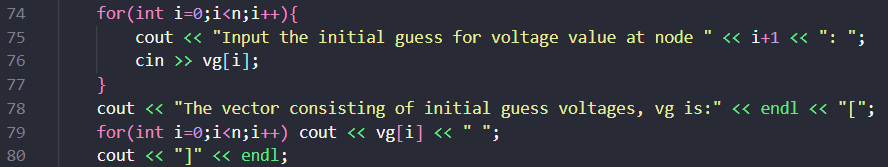 74 for(int i=0;i<n;i++){
75 cout << "Input the initial guess for voltage value at node " << i+1 << ": ";
76 cin >> vg[i];
77 }
78 cout << "The vector consisting of initial guess voltages, vg is:" << endl << "[";
79 for(int i=0;i<n;i++) cout << vg[i] << " ";
80 cout << "]" << endl;